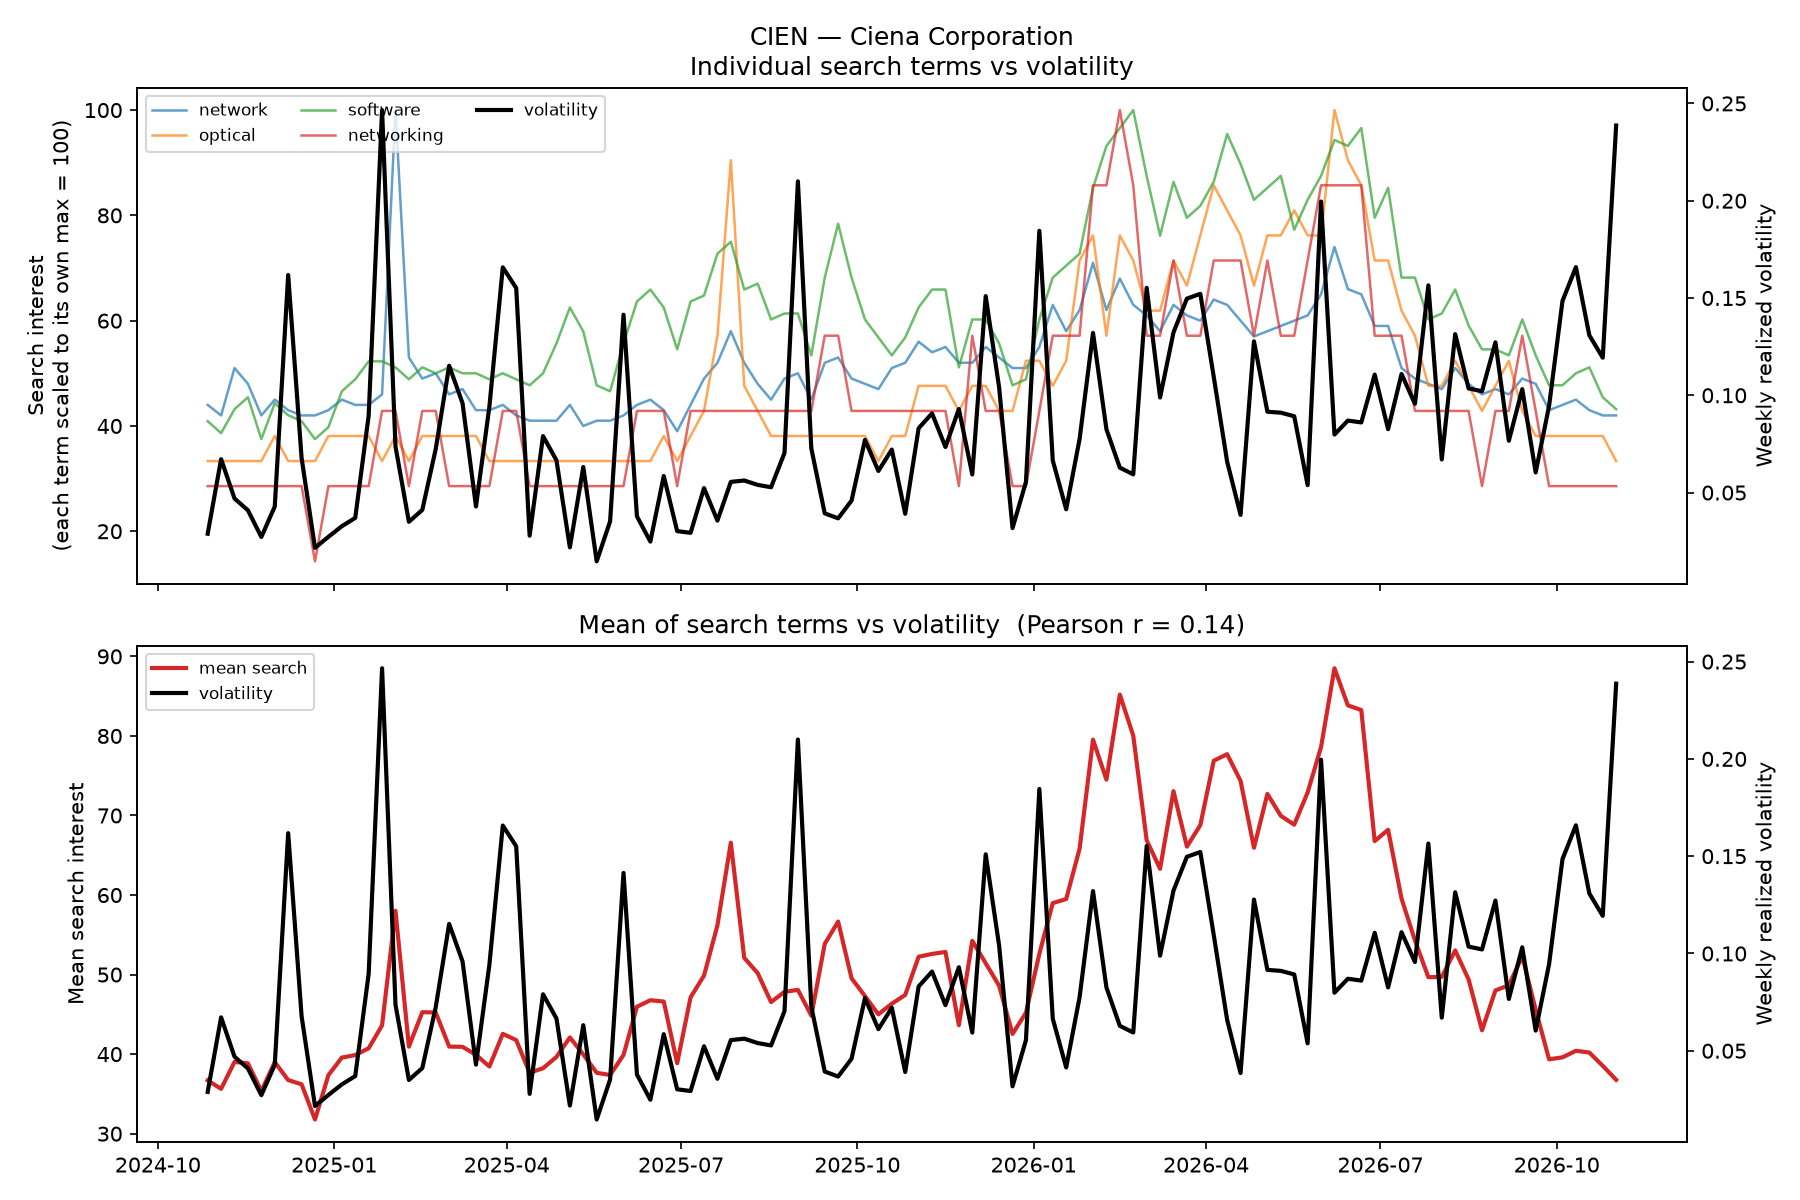 CIEN — Ciena Corporation
Individual search terms vs volatility
network
optical
software
networking
volatility
Search interest
(each term scaled to its own max = 100)
100
80
60
40
20
0.25
0.20
0.15
0.10
0.05
Weekly realized volatility
Mean of search terms vs volatility (Pearson r = 0.14)
mean search
volatility
Mean search interest
90
80
70
60
50
40
30
0.25
0.20
0.15
0.10
0.05
Weekly realized volatility
2024-10 2025-01 2025-04 2025-07 2025-10 2026-01 2026-04 2026-07 2026-10